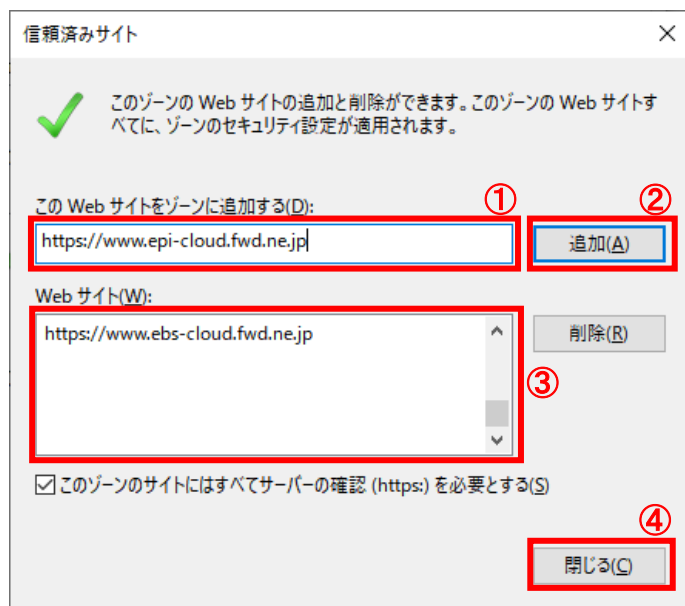 信頼済みサイト
このゾーンの Web サイトの追加と削除ができます。このゾーンの Web サイトす
べてに、ゾーンのセキュリティ設定が適用されます。
この Web サイトをゾーンに追加する(D):
①
②
https://www.epi-cloud.fwd.ne.jp
追加(A)
Web サイト(W):
https://www.ebs-cloud.fwd.ne.jp
削除(R)
③
このゾーンのサイトにはすべてサーバーの確認 (https:) を必要とする(S)
④
閉じる(C)